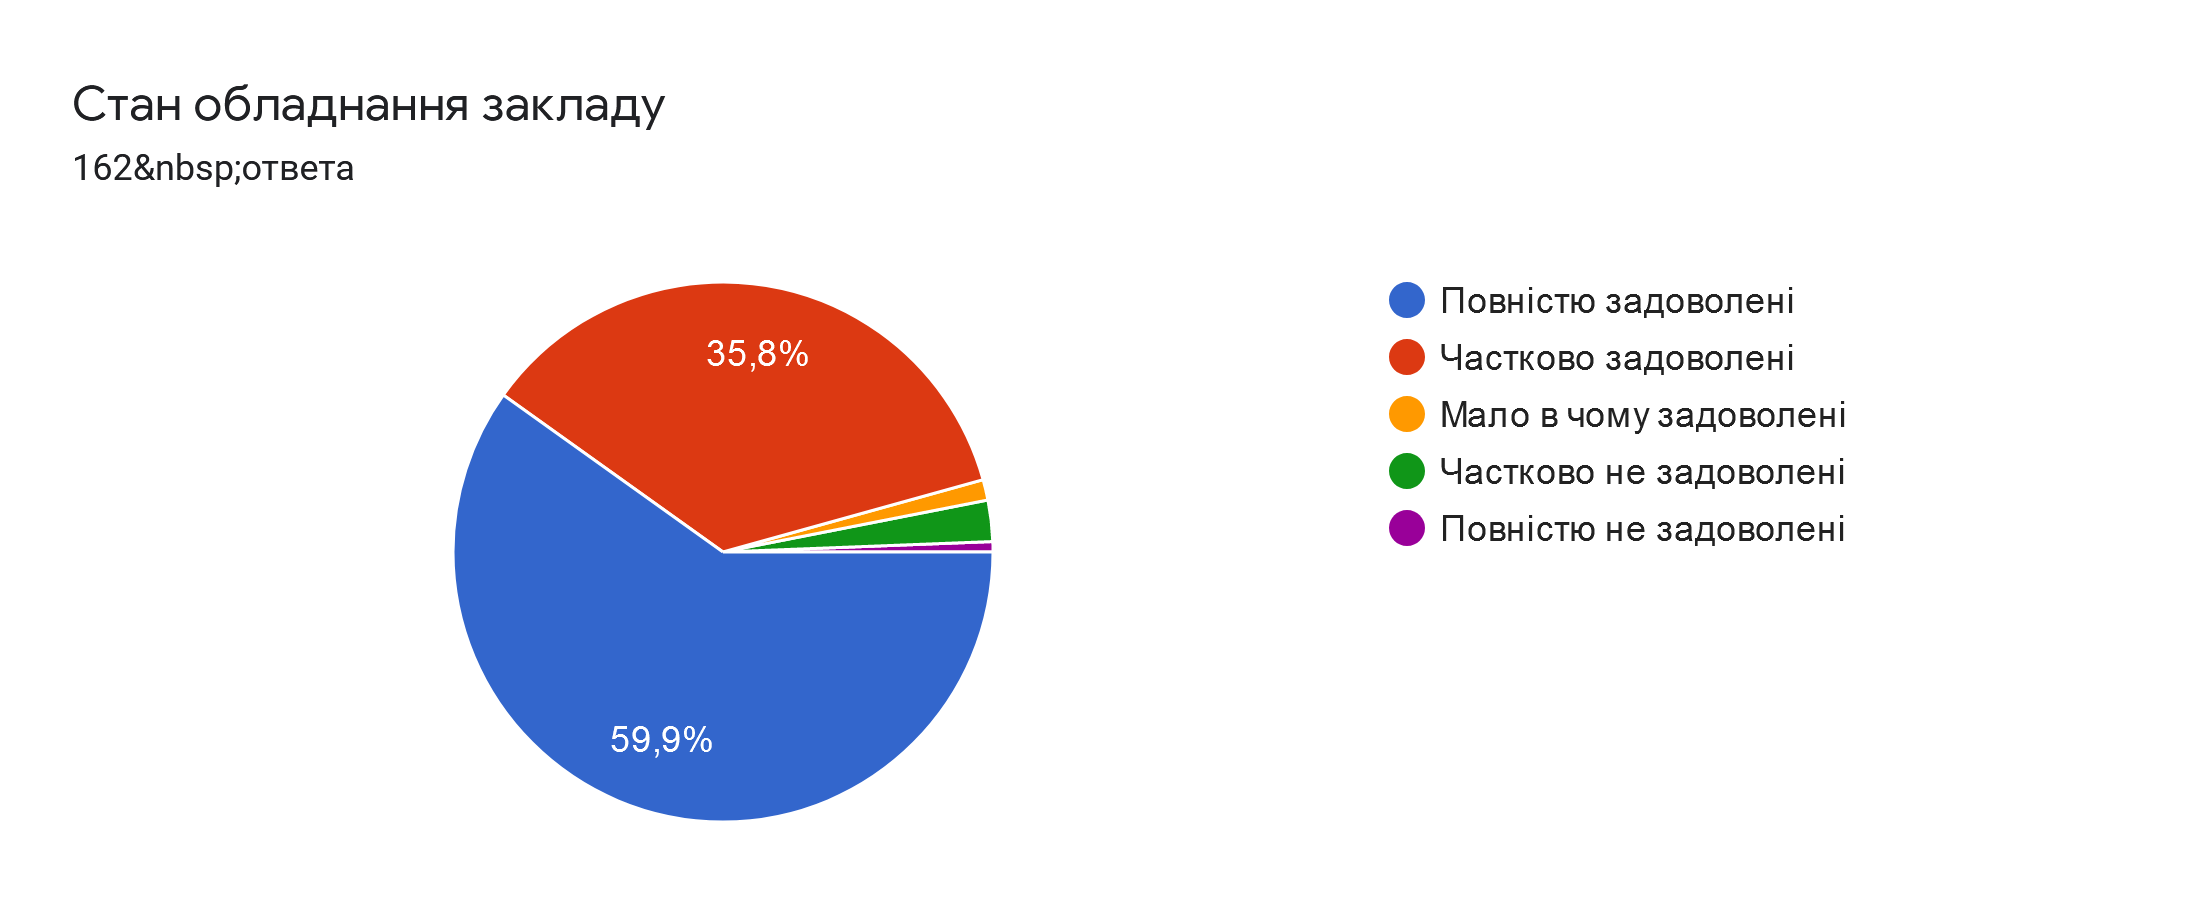 Стан обладнання закладу
162&nbsp;ответа
35,8%
59,9%
Повністю задоволені
Частково задоволені
Мало в чому задоволені
Частково не задоволені
Повністю не задоволені